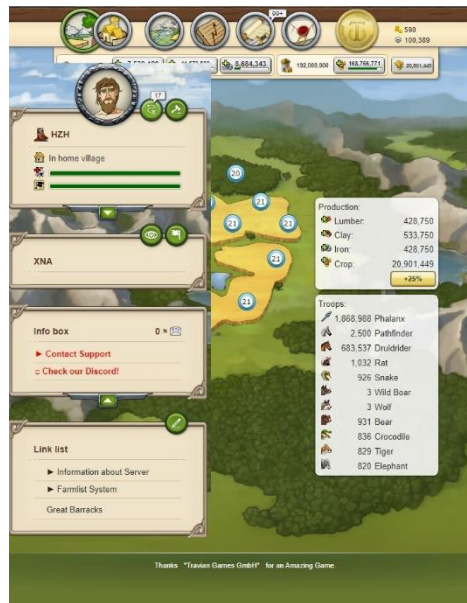 99+
590
100,389
8,684,343
192,000,000
168,766,771
20,901,443
17
HZH
In home village
XNA
Info box
0 ×
► Contact Support
Check our Discord!
Link list
► Information about Server
► Farmlist System
Great Barracks
20
21
21
21
21
21
21
Production:
Lumber: 428,750
Clay: 533,750
Iron: 428,750
Crop: 20,901,449
+25%
Troops:
1,868,988 Phalanx
2,500 Pathfinder
683,537 Druidrider
1,032 Rat
926 Snake
3 Wild Boar
3 Wolf
931 Bear
836 Crocodile
829 Tiger
820 Elephant
Thanks "Travian Games GmbH" for an Amazing Game.